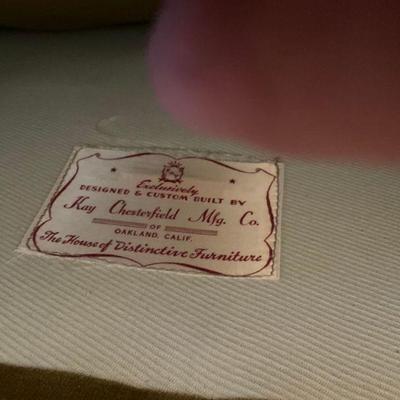 Exclusively
DESIGNED & CUSTOM BUILT BY
Kay Chesterfield Mfg. Co.
OF
OAKLAND, CALIF.
The House of Distinctive Furniture